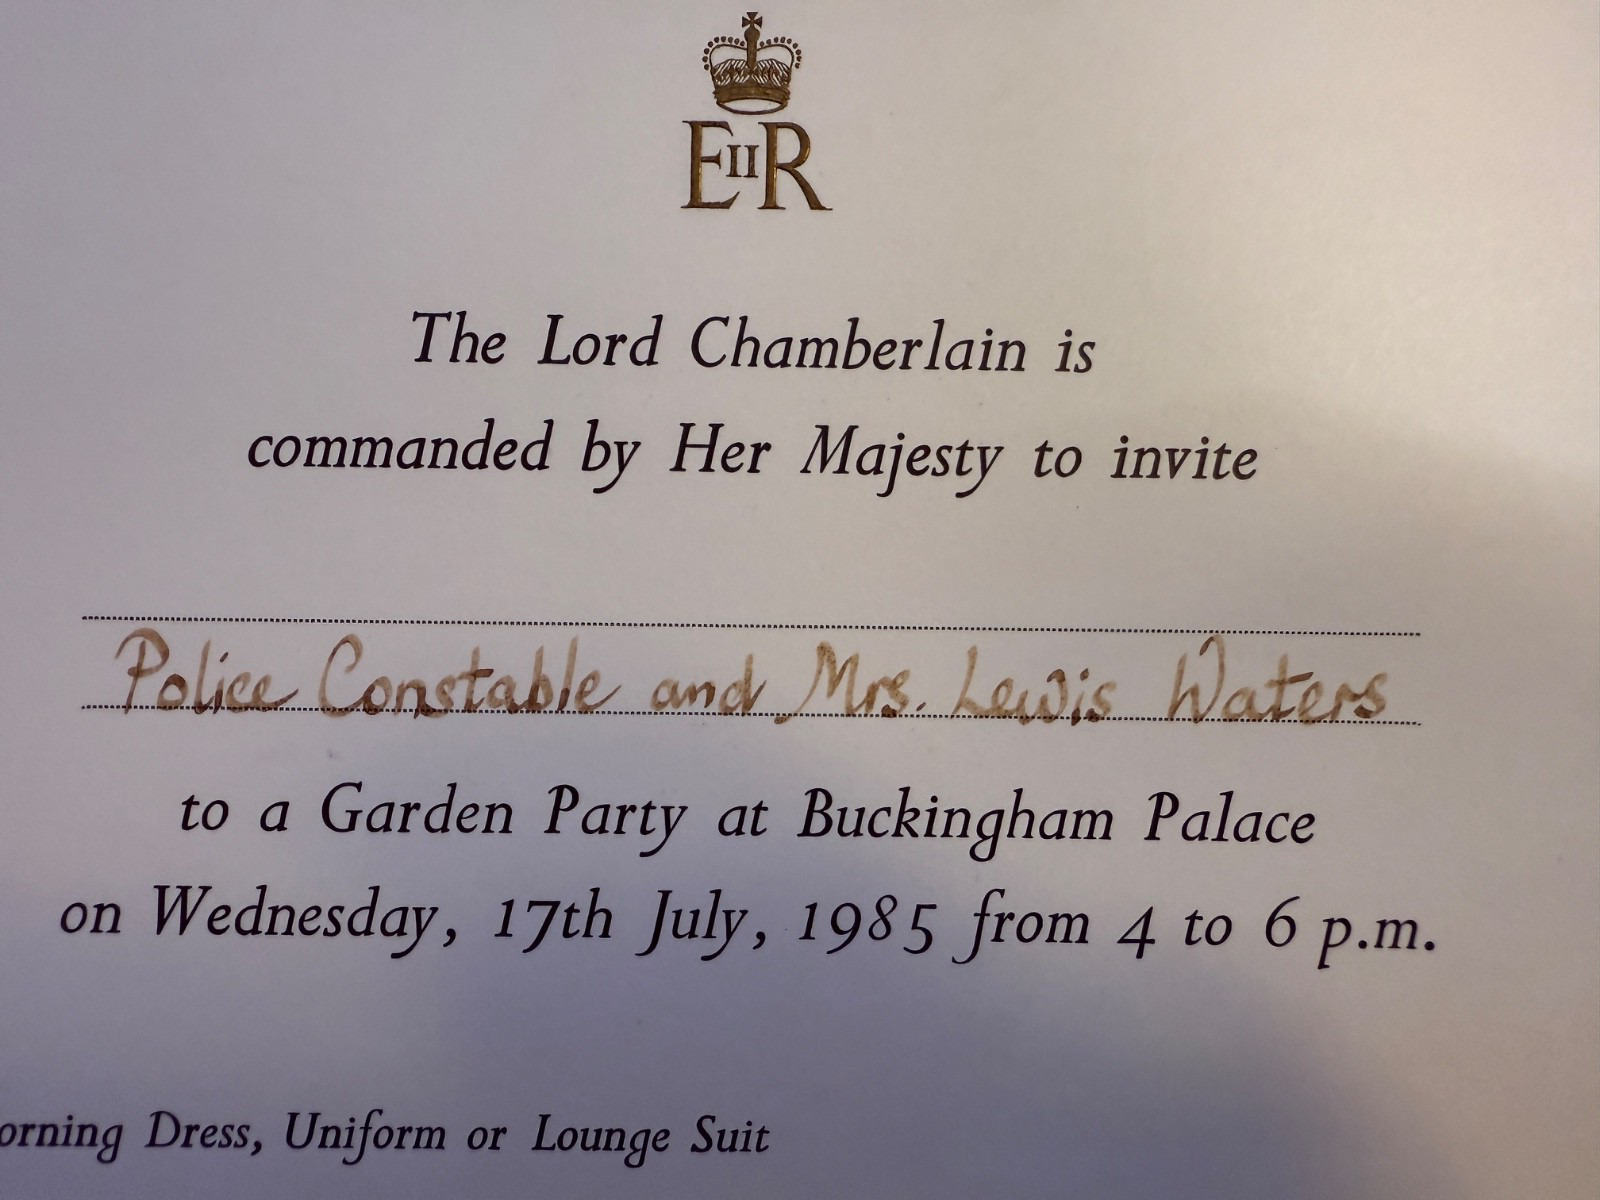 EIIR
The Lord Chamberlain is
commanded by Her Majesty to invite
Police Constable and Mrs. Lewis Waters
to a Garden Party at Buckingham Palace
on Wednesday, 17th July, 1985 from 4 to 6 p.m.
orning Dress, Uniform or Lounge Suit